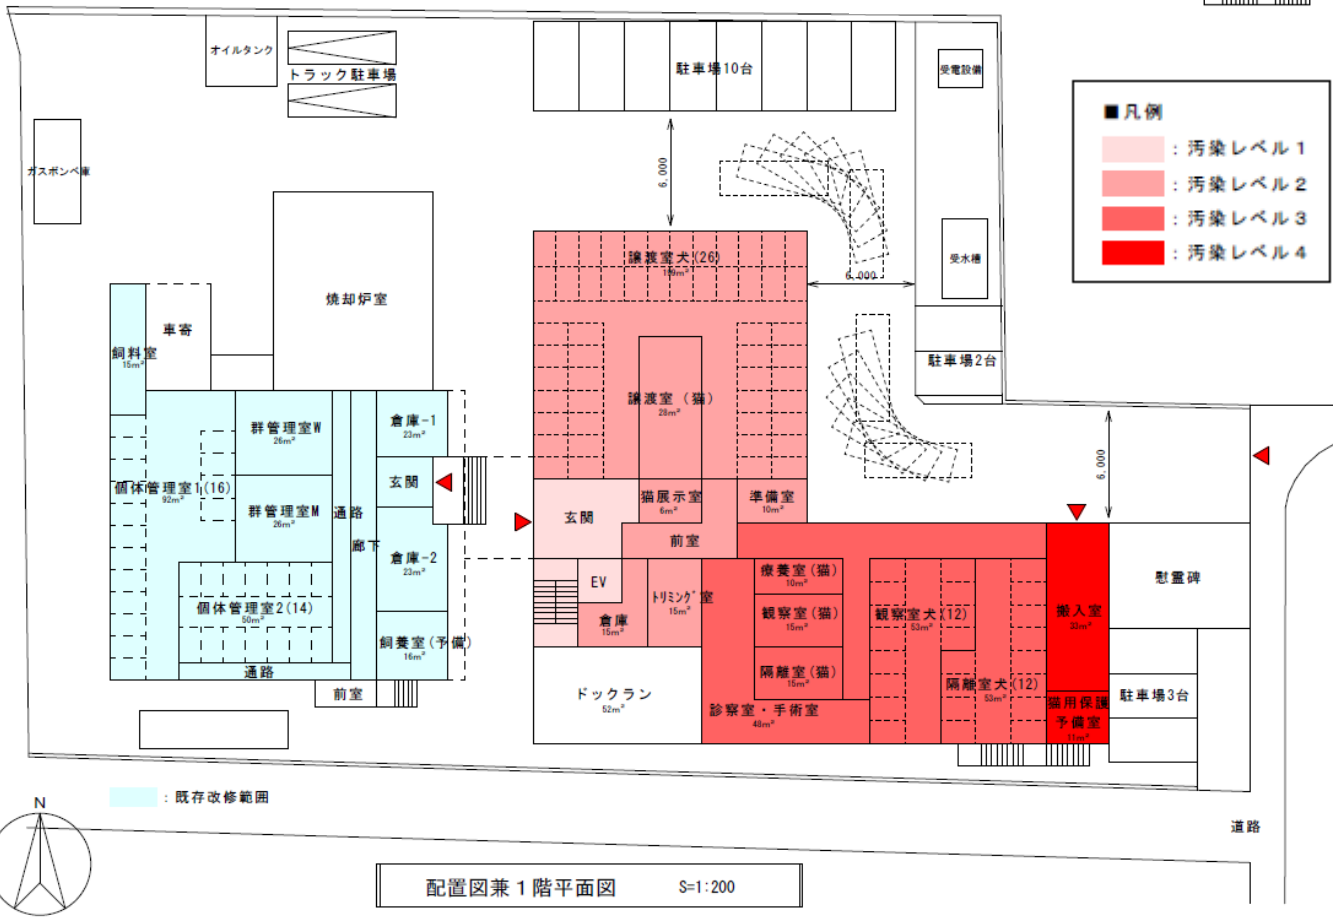 オイルタンク
トラック駐車場
駐車場10台
受電設備
■凡例
：汚染レベル１
：汚染レベル２
：汚染レベル３
：汚染レベル４
ガスボンベ庫
6,000
焼却炉室
車寄
飼料室
15m²
譲渡室犬(26)
受水槽
6,000
駐車場2台
譲渡室（猫）
28m²
群管理室W
26m²
倉庫-1
23m²
6,000
個体管理室1(16)
92m²
玄関
群管理室M
26m²
通路
廊下
猫展示室
6m²
準備室
10m²
玄関
前室
倉庫-2
23m²
EV
トリミング室
15m²
療養室(猫)
10m²
慰霊碑
個体管理室2(14)
50m²
倉庫
15m²
観察室(猫)
15m²
観察室犬(12)
53m²
搬入室
33m²
飼養室(予備)
16m²
通路
前室
隔離室(猫)
15m²
隔離室犬(12)
53m²
ドックラン
52m²
診察室・手術室
48m²
猫用保護
予備室
11m²
駐車場3台
：既存改修範囲
N
道路
配置図兼１階平面図
S=1:200